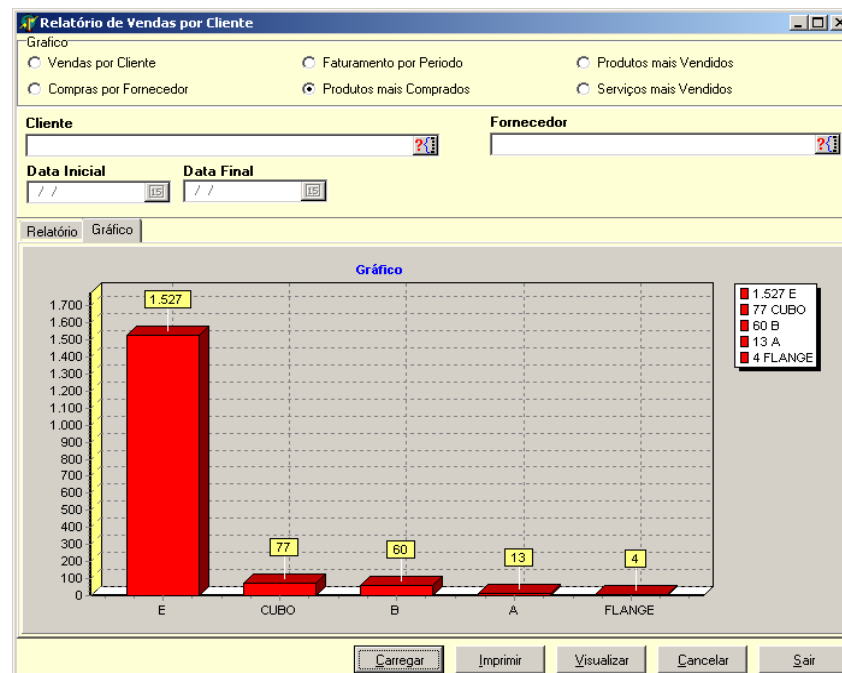 Relatório de Vendas por Cliente
Grafico
Vendas por Cliente Faturamento por Periodo Produtos mais Vendidos
Compras por Fornecedor Produtos mais Comprados Serviços mais Vendidos
Cliente Fornecedor
?{ ?{
Data Inicial Data Final
/ / 15 / / 15
Relatório Gráfico
Gráfico
1.527 E
77 CUBO
60 B
13 A
4 FLANGE
1.700
1.600
1.500
1.400
1.300
1.200
1.100
1.000
900
800
700
600
500
400
300
200
100
0
1.527
77
60
13
4
E CUBO B A FLANGE
Carregar Imprimir Visualizar Cancelar Sair